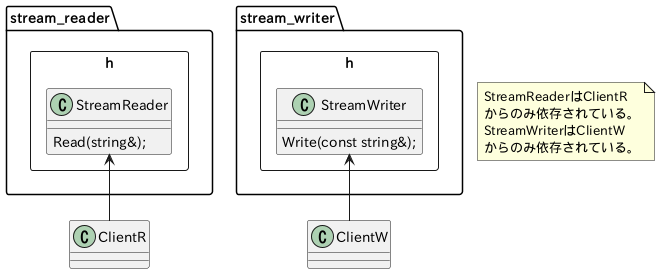 stream_reader
h
C StreamReader
Read(string&);
C ClientR
stream_writer
h
C StreamWriter
Write(const string&);
C ClientW
StreamReaderはClientR
からのみ依存されている。
StreamWriterはClientW
からのみ依存されている。